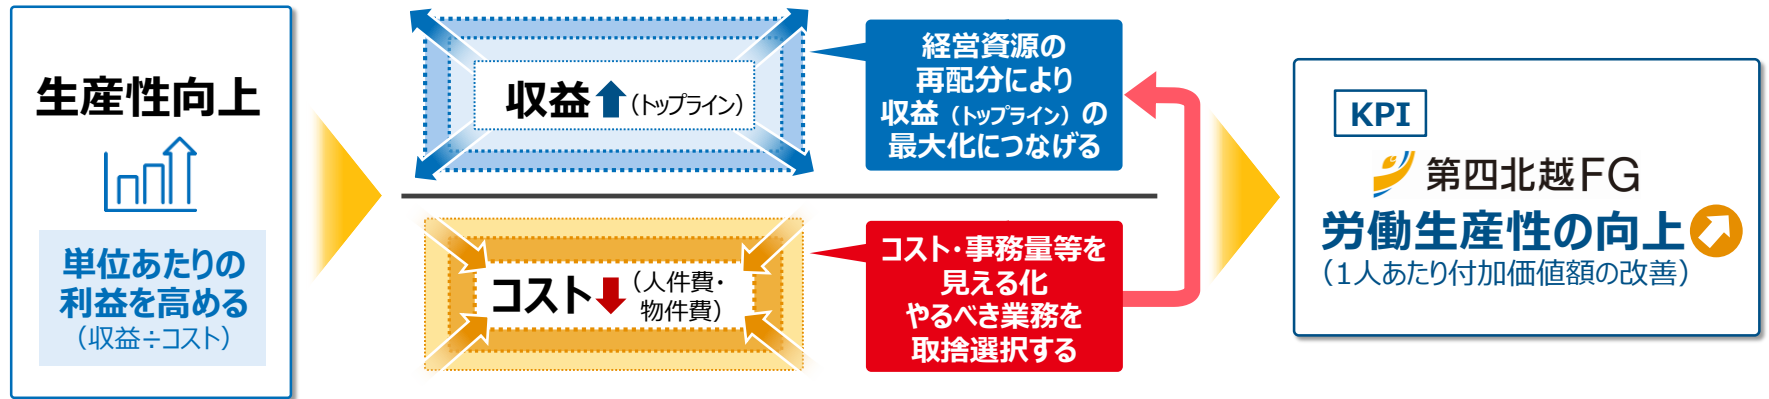 生産性向上
単位あたりの
利益を高める
（収益÷コスト）
収益（トップライン）
経営資源の
再配分により
収益（トップライン）の
最大化につなげる
コスト（人件費・
物件費）
コスト・事務量等を
見える化
やるべき業務を
取捨選択する
KPI
第四北越FG
労働生産性の向上
（1人あたり付加価値額の改善）